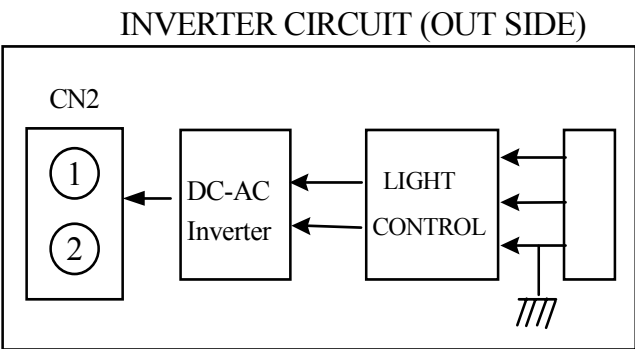 INVERTER CIRCUIT (OUT SIDE)
CN2
1
2
DC-AC
Inverter
LIGHT
CONTROL